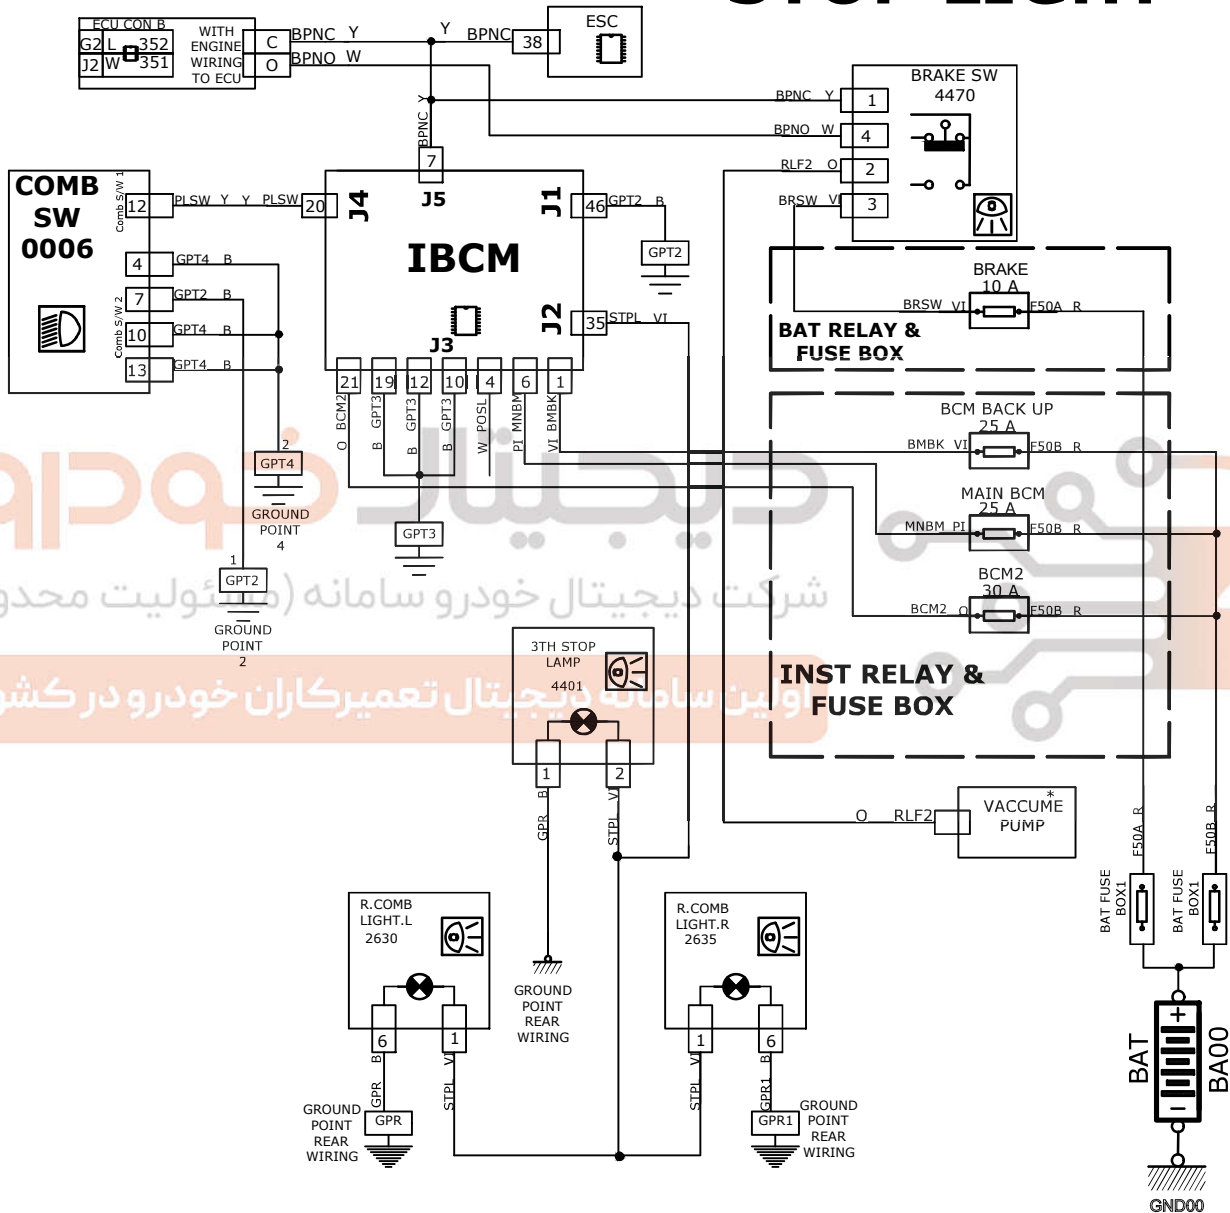 STOP LIGHT
ECU CON B
G2 L 352
J2 W 351
WITH
ENGINE
WIRING
TO ECU
C
O
BPNC Y
BPNO W
Y
BPNC
38
ESC
BPNC Y
7
J5
BRAKE SW
4470
BPNC Y
1
BPNO W
4
RLF2 O
2
BRSW VI
3
COMB
SW
0006
Comb S/W 1
12
PLSW Y
Y PLSW
20
J4
Comb S/W 2
4
GPT4 B
7
GPT2 B
10
GPT4 B
13
GPT4 B
IBCM
J1
46
GPT2 B
GPT2
J2
35
STPL VI
J3
21
19
12
10
4
6
1
O BCM2
B GPT3
B GPT3
B GPT3
W POSL
PI MNBM
VI BMBK
2
GPT4
GROUND
POINT
4
1
GPT2
GROUND
POINT
2
GPT3
BRAKE
10 A
BRSW VI
F50A R
BAT RELAY &
FUSE BOX
BCM BACK UP
25 A
BMBK VI
F50B R
MAIN BCM
25 A
MNBM PI
F50B R
BCM2
30 A
BCM2 O
F50B R
INST RELAY &
FUSE BOX
دیجیتال خودرو
شرکت دیجیتال خودرو سامانه (مسئولیت محدو
اولین سامانه دیجیتال تعمیرکاران خودرو در کشو
3TH STOP
LAMP
4401
1
2
GPR B
STPL VI
GROUND
POINT
REAR
WIRING
O RLF2
VACCUME
*
PUMP
F50A R
F50B R
BAT FUSE
BOX1
BAT FUSE
BOX1
R.COMB
LIGHT.L
2630
6
1
GPR B
STPL VI
GPR
GROUND
POINT
REAR
WIRING
R.COMB
LIGHT.R
2635
1
6
STPL VI
GPR1 B
GPR1
GROUND
POINT
REAR
WIRING
BAT
+
−
BA00
GND00